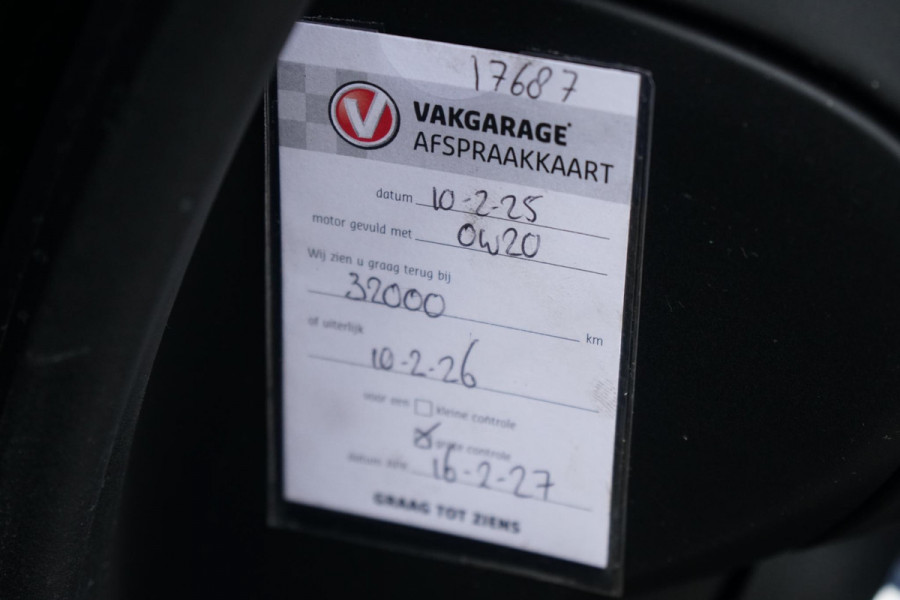 17687
V VAKGARAGE
AFSPRAAKKAART
datum 10-2-25
motor gevuld met 0W20
Wij zien u graag terug bij
32000 km
of uiterlijk
10-2-26
voor een kleine controle
grote controle
datum APK 16-2-27
GRAAG TOT ZIENS